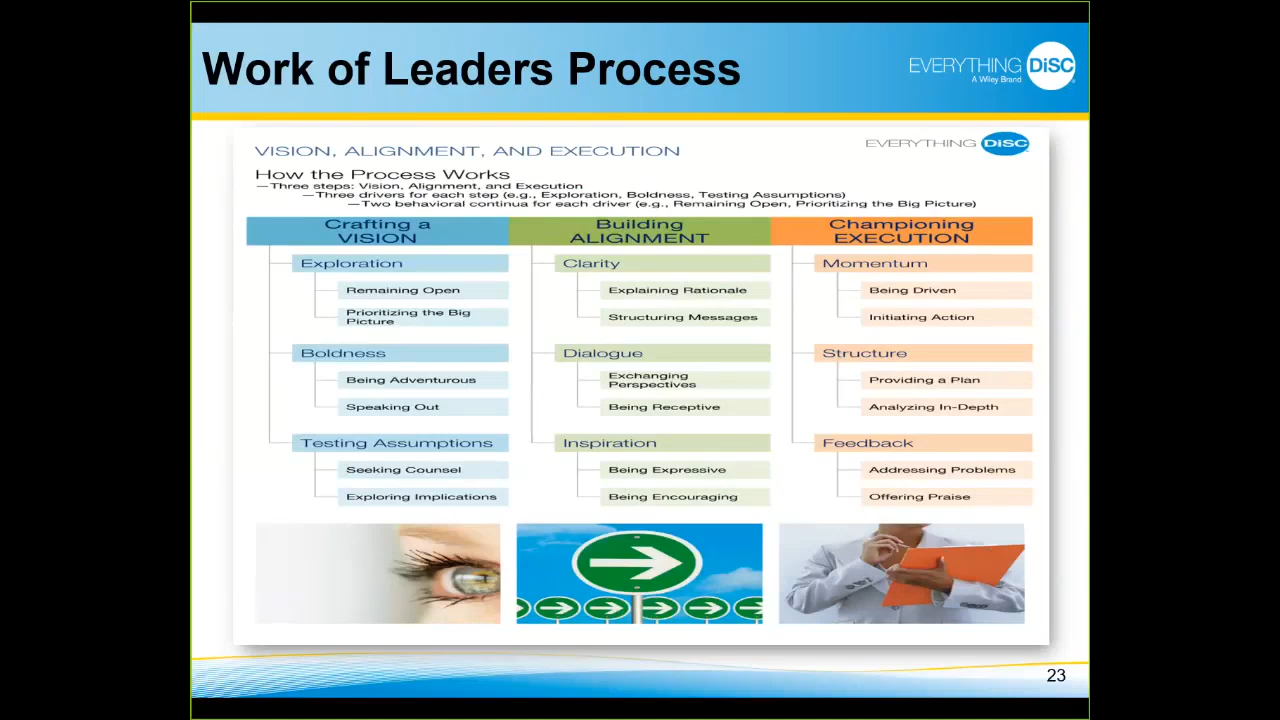 Work of Leaders Process
EVERYTHING DiSC
A Wiley Brand
VISION, ALIGNMENT, AND EXECUTION
EVERYTHING DiSC
How the Process Works
—Three steps: Vision, Alignment, and Execution
—Three drivers for each step (e.g., Exploration, Boldness, Testing Assumptions)
—Two behavioral continua for each driver (e.g., Remaining Open, Prioritizing the Big Picture)
Crafting a
VISION
Exploration
Remaining Open
Prioritizing the Big
Picture
Boldness
Being Adventurous
Speaking Out
Testing Assumptions
Seeking Counsel
Exploring Implications
Building
ALIGNMENT
Clarity
Explaining Rationale
Structuring Messages
Dialogue
Exchanging
Perspectives
Being Receptive
Inspiration
Being Expressive
Being Encouraging
Championing
EXECUTION
Momentum
Being Driven
Initiating Action
Structure
Providing a Plan
Analyzing In-Depth
Feedback
Addressing Problems
Offering Praise
23